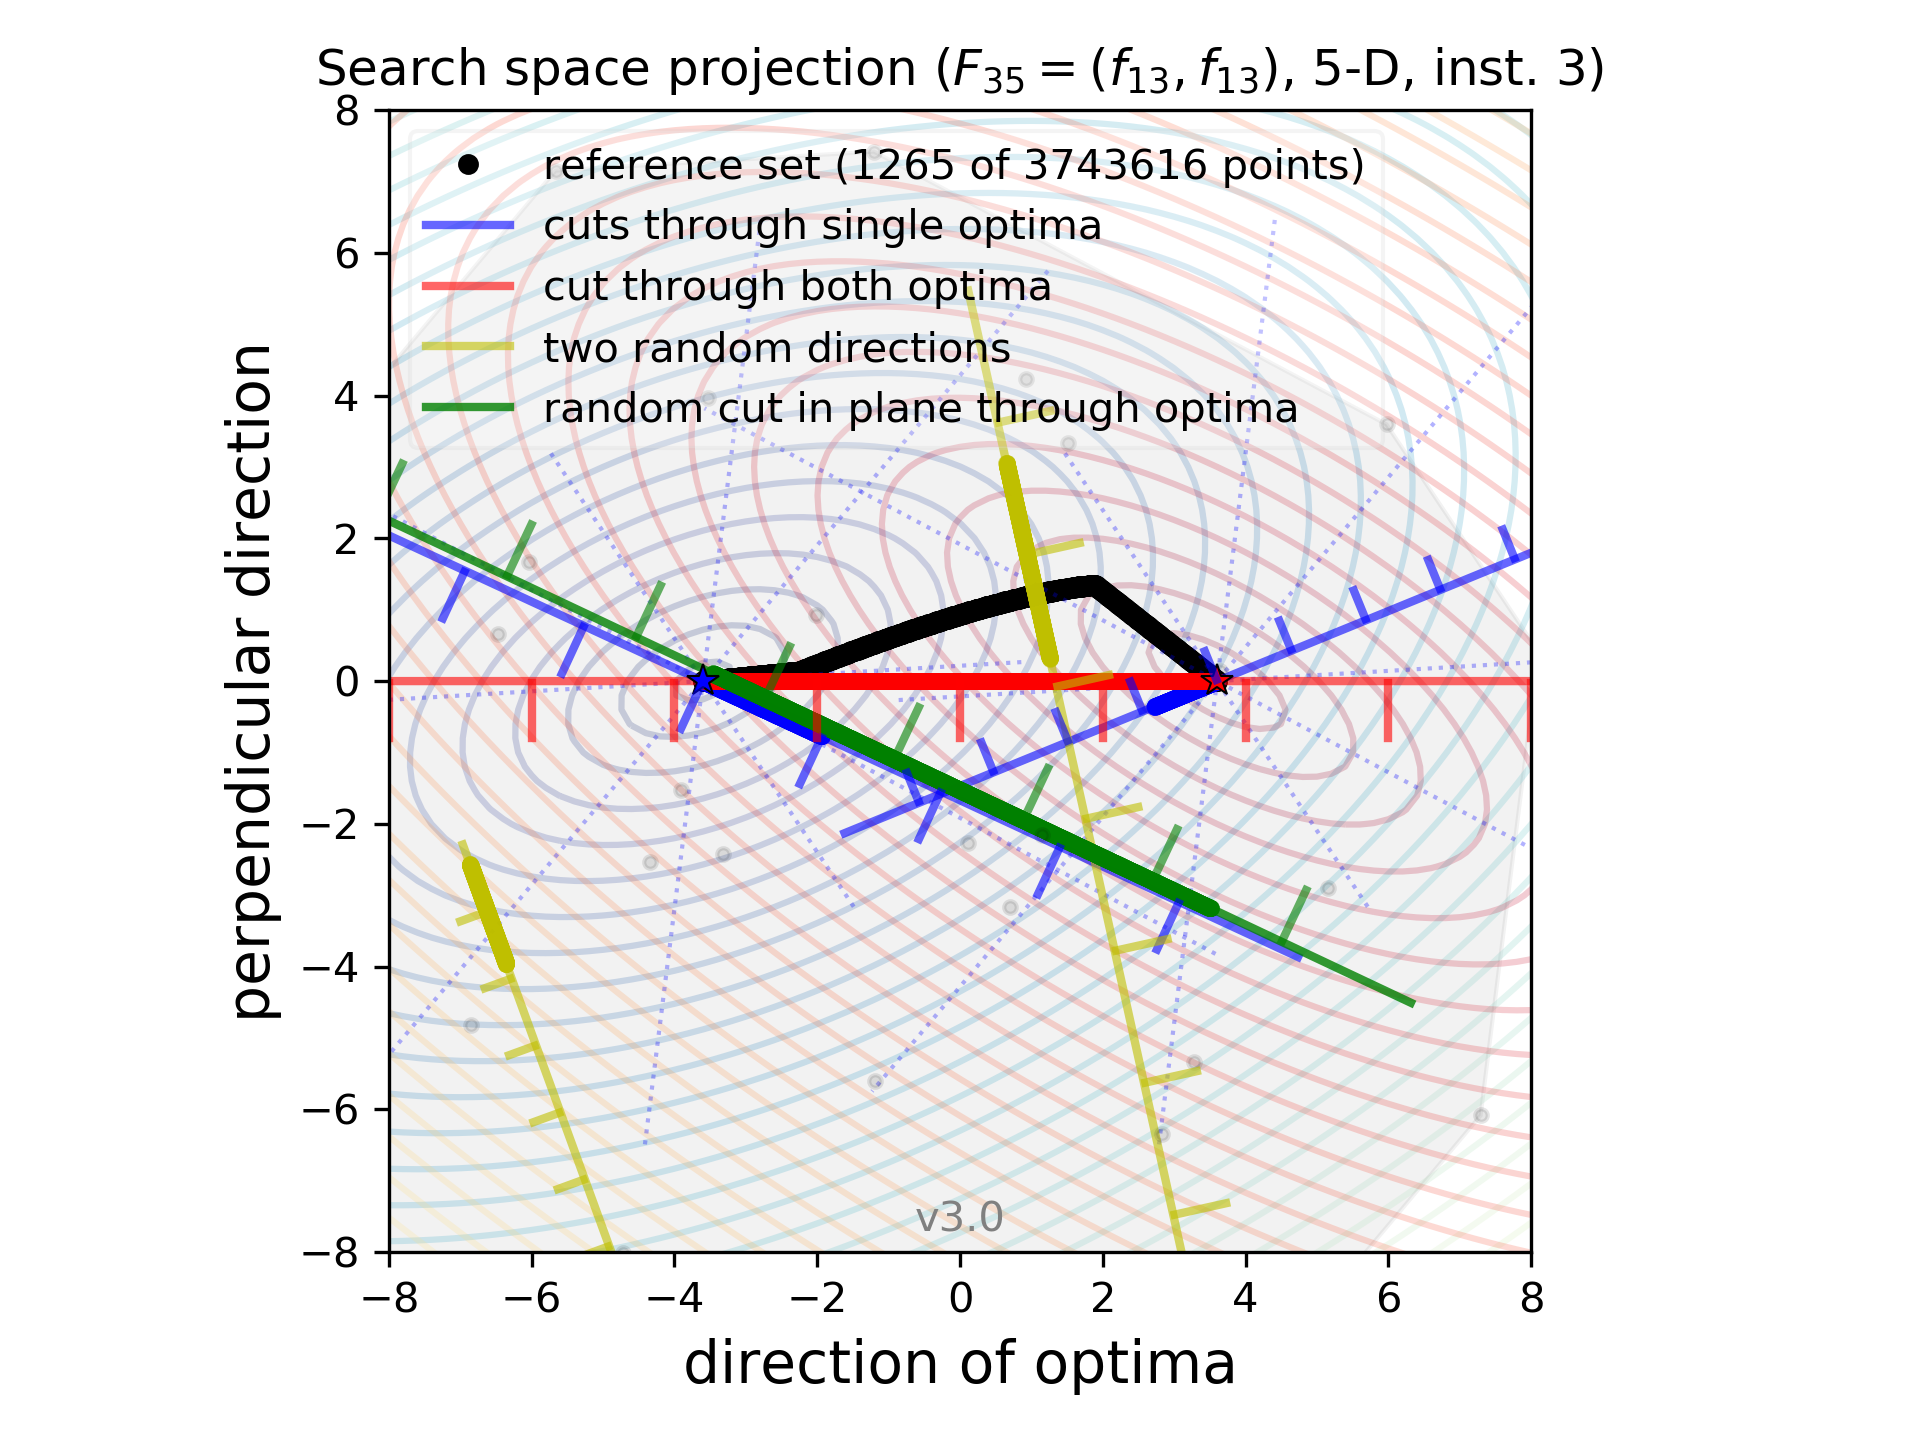 Search space projection (F₃₅ = (f₁₃, f₁₃), 5-D, inst. 3)
reference set (1265 of 3743616 points)
cuts through single optima
cut through both optima
two random directions
random cut in plane through optima
8
6
4
2
0
−2
−4
−6
−8
perpendicular direction
v3.0
−8 −6 −4 −2 0 2 4 6 8
direction of optima